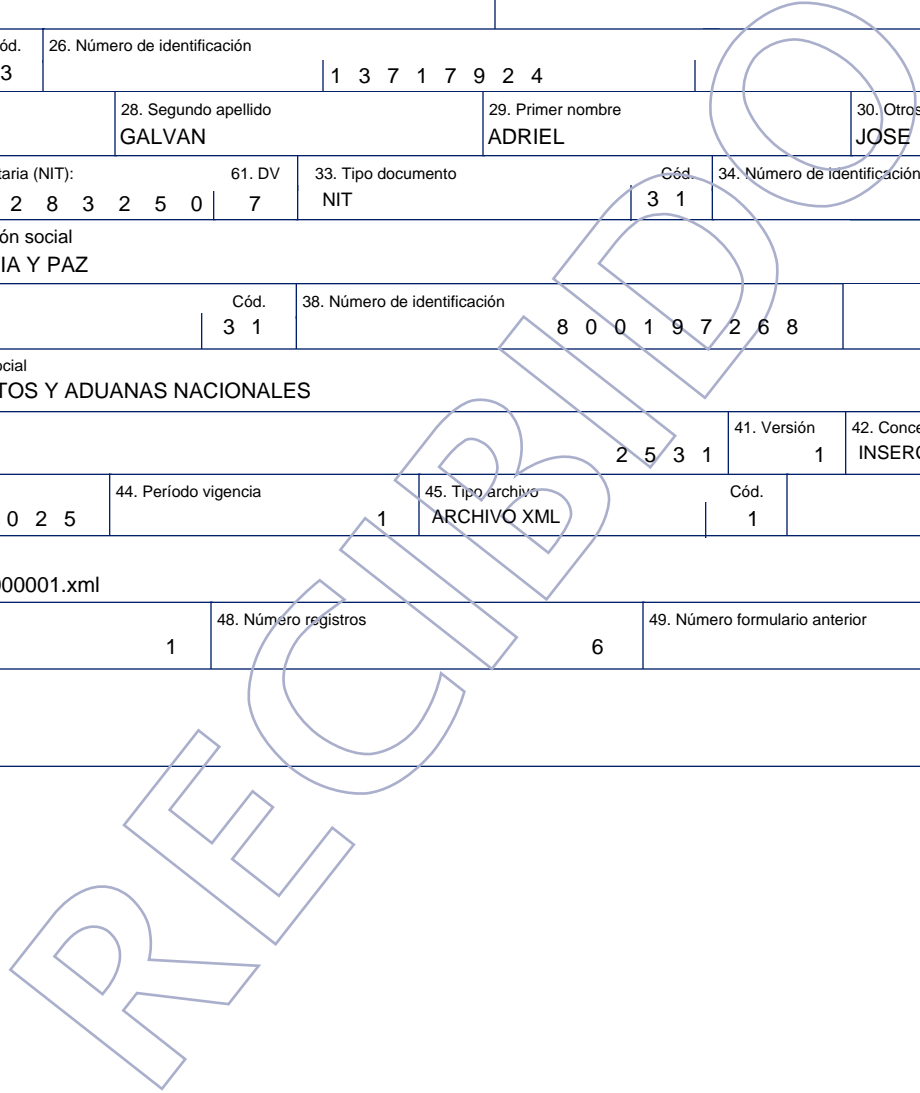 ód. 26. Número de identificación
3 1 3 7 1 7 9 2 4
28. Segundo apellido 29. Primer nombre 30. Otros
GALVAN ADRIEL JOSE
taria (NIT): 61. DV 33. Tipo documento Cód. 34. Número de identificación
2 8 3 2 5 0 7 NIT 3 1
ón social
IA Y PAZ
Cód. 38. Número de identificación
3 1 8 0 0 1 9 7 2 6 8
ocial
TOS Y ADUANAS NACIONALES
41. Versión 42. Conce
2 5 3 1 1 INSERC
44. Período vigencia 45. Tipo archivo Cód.
0 2 5 1 ARCHIVO XML 1
000001.xml
48. Número registros 49. Número formulario anterior
1 6
RECIBIDO